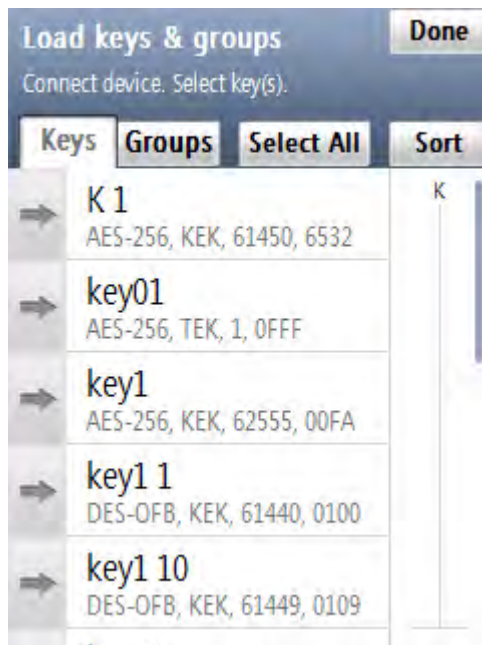 Load keys & groups
Done
Connect device. Select key(s).
Keys Groups Select All Sort
K 1
AES-256, KEK, 61450, 6532
K
key01
AES-256, TEK, 1, 0FFF
key1
AES-256, KEK, 62555, 00FA
key1 1
DES-OFB, KEK, 61440, 0100
key1 10
DES-OFB, KEK, 61449, 0109